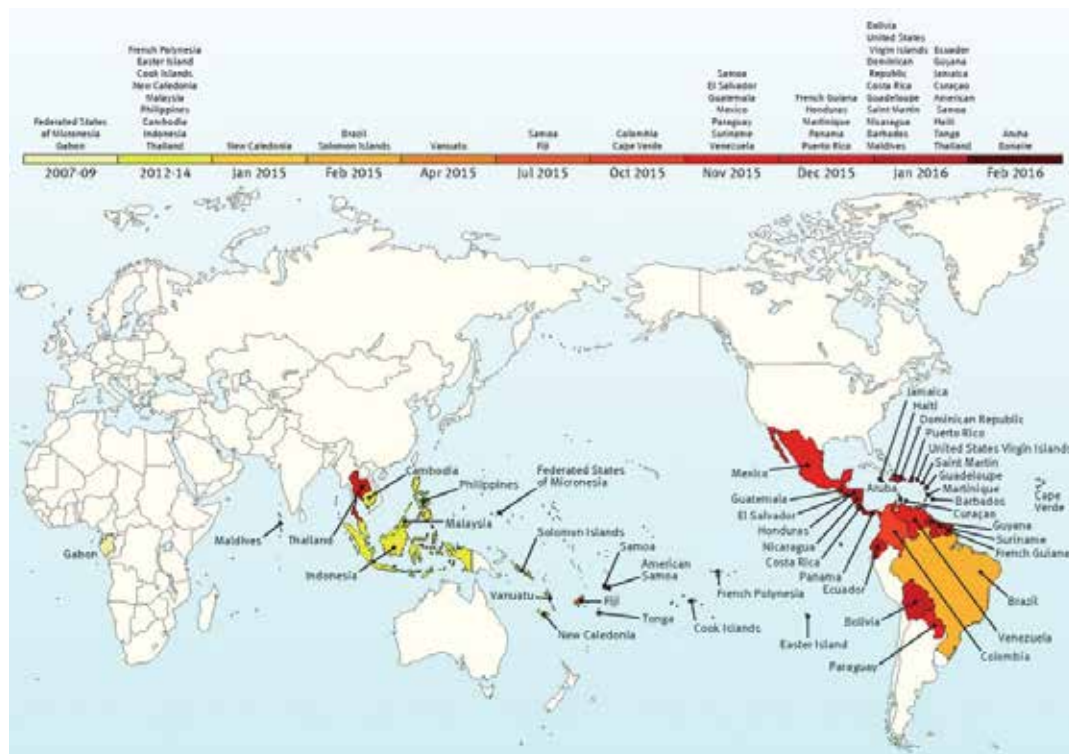 Federated States
of Micronesia
Gabon
French Polynesia
Easter Island
Cook Islands
New Caledonia
Malaysia
Philippines
Cambodia
Indonesia
Thailand
New Caledonia
Brazil
Solomon Islands
Vanuatu
Samoa
Fiji
Colombia
Cape Verde
Samoa
El Salvador
Guatemala
Mexico
Paraguay
Suriname
Venezuela
French Guiana
Honduras
Martinique
Panama
Puerto Rico
Bolivia
United States
Virgin Islands
Dominican
Republic
Costa Rica
Guadeloupe
Saint Martin
Nicaragua
Barbados
Maldives
Ecuador
Guyana
Jamaica
Curaçao
American
Samoa
Haiti
Tonga
Thailand
Aruba
Bonaire
2007-09
2012-14
Jan 2015
Feb 2015
Apr 2015
Jul 2015
Oct 2015
Nov 2015
Dec 2015
Jan 2016
Feb 2016
Jamaica
Haiti
Dominican Republic
Puerto Rico
United States Virgin Islands
Saint Martin
Guadeloupe
Martinique
Barbados
Curaçao
Cape
Verde
Aruba
Mexico
Guatemala
El Salvador
Honduras
Nicaragua
Costa Rica
Panama
Ecuador
Guyana
Suriname
French Guiana
Brazil
Venezuela
Colombia
Bolivia
Paraguay
Cambodia
Philippines
Federated States
of Micronesia
Malaysia
Maldives
Thailand
Indonesia
Gabon
Solomon Islands
Samoa
American
Samoa
Vanuatu
Fiji
French Polynesia
New Caledonia
Tonga
Cook Islands
Easter Island